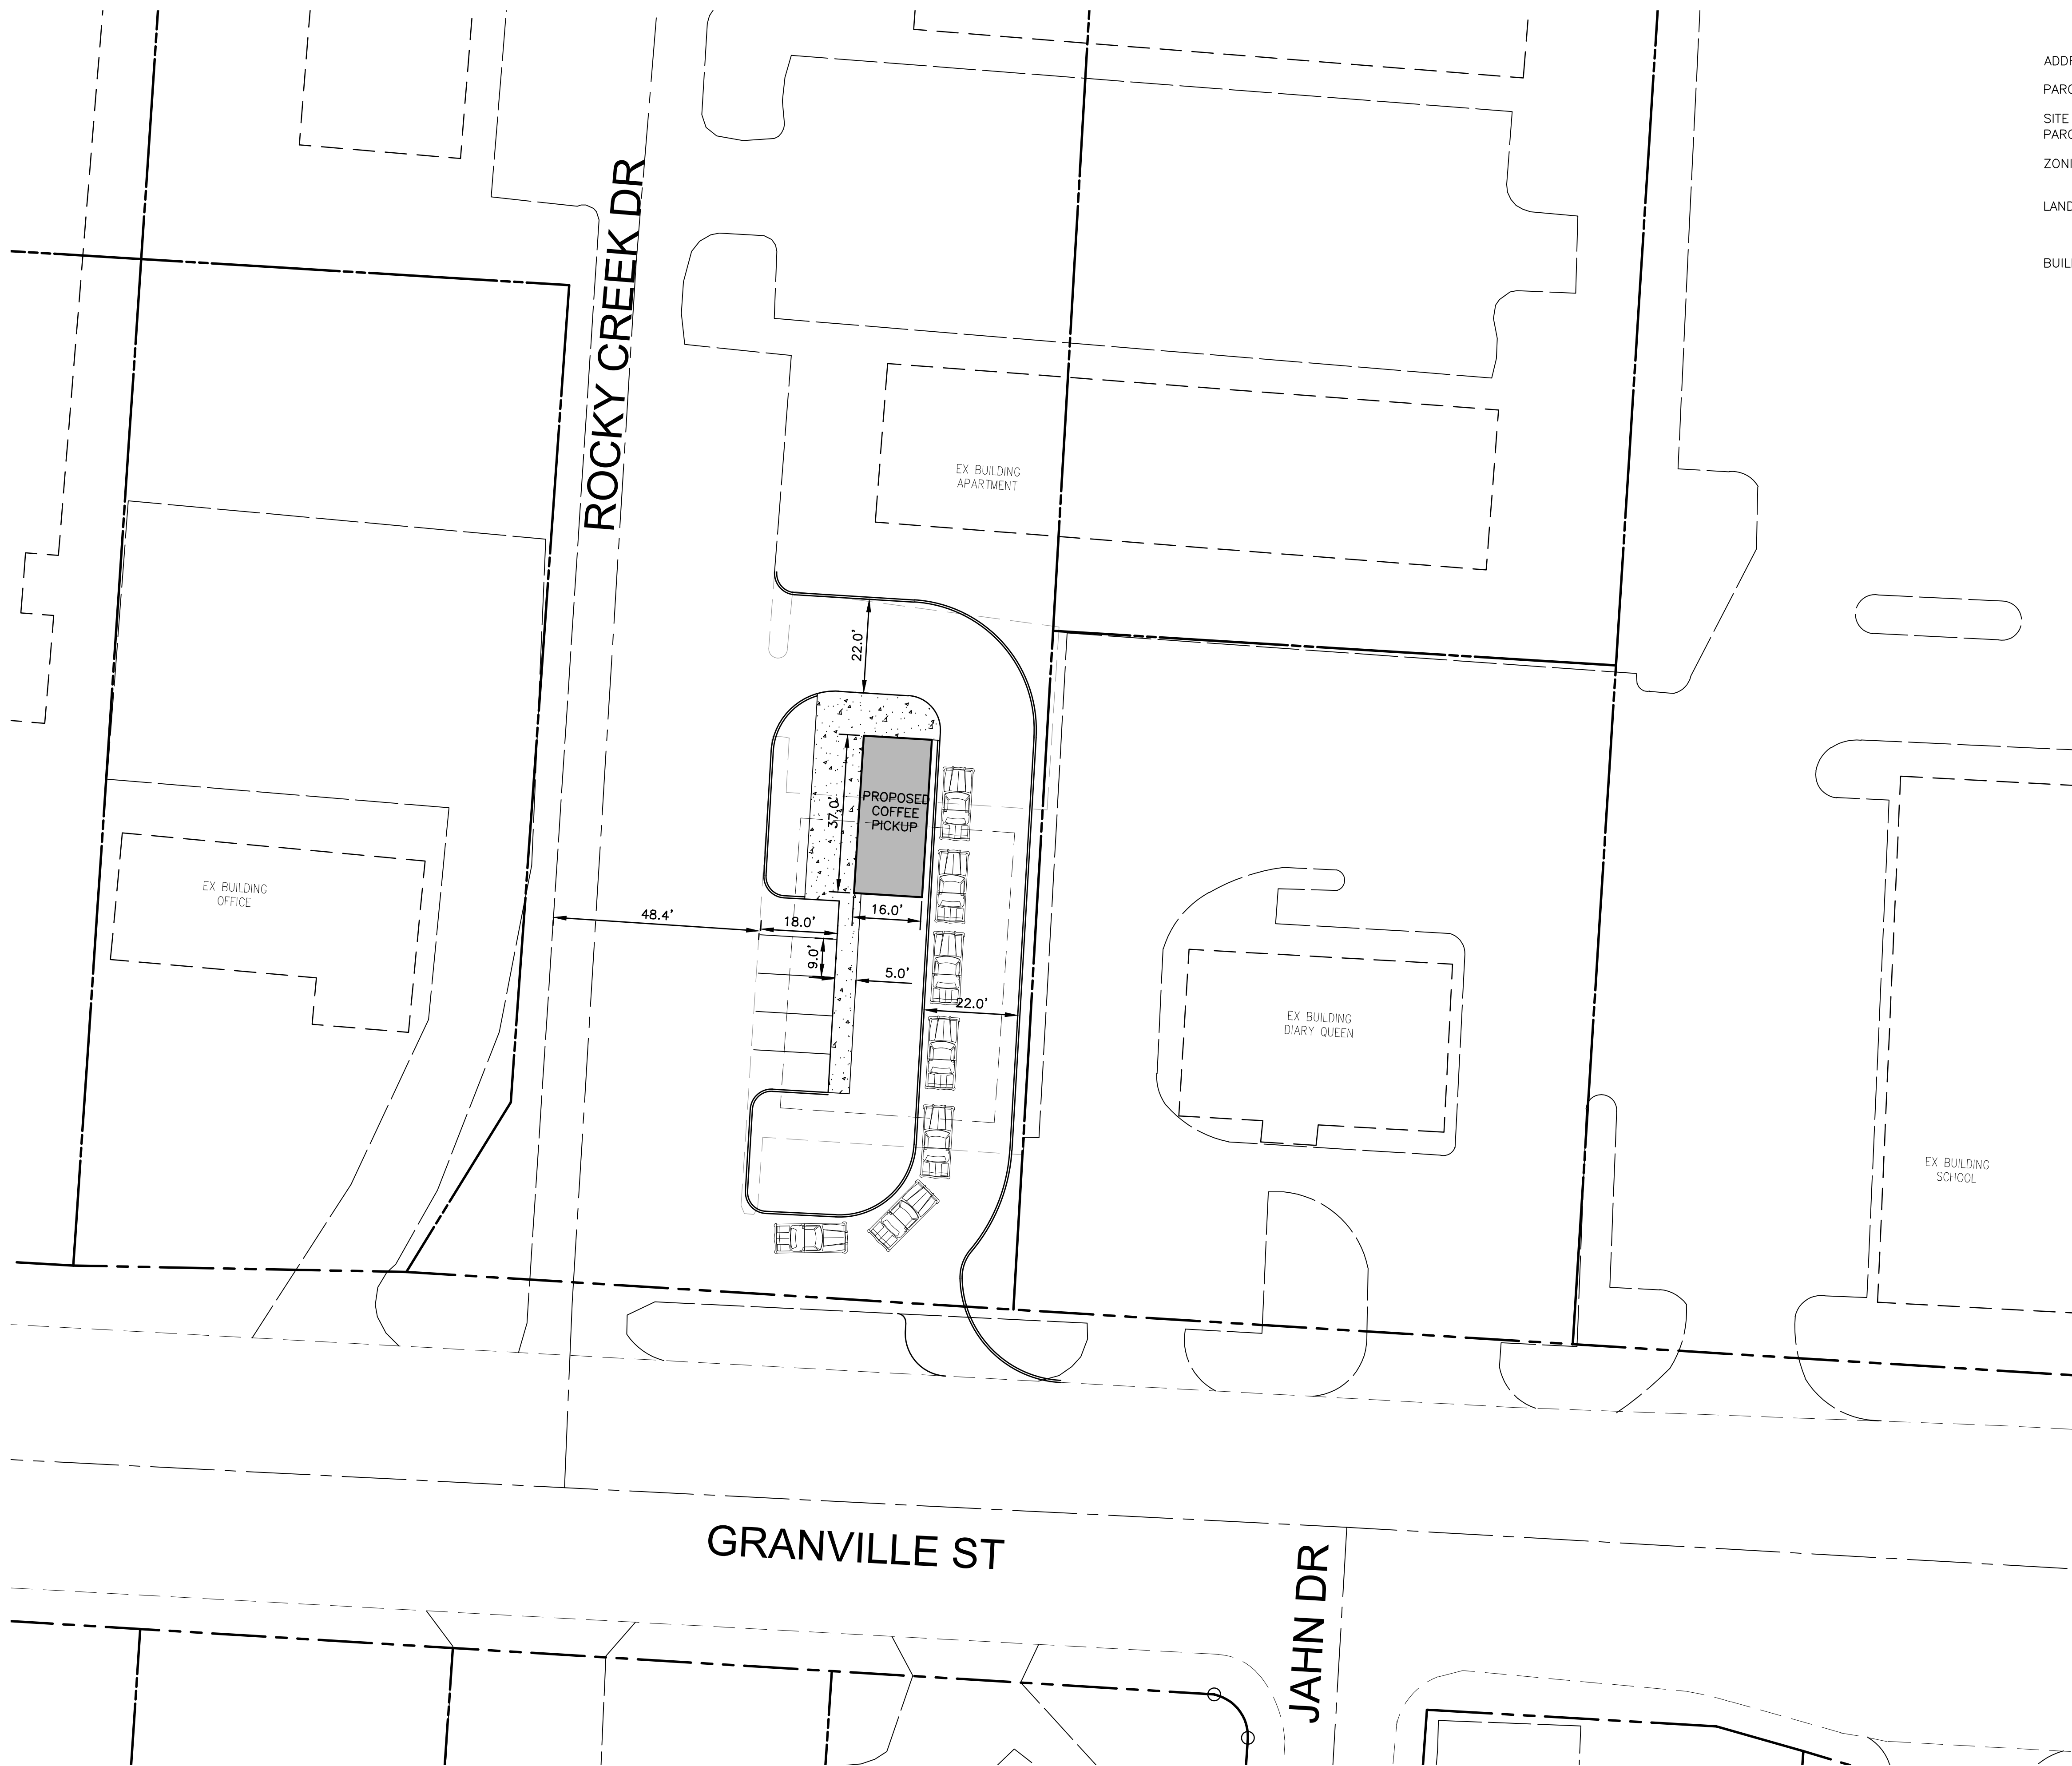 ROCKY CREEK DR
EX BUILDING
APARTMENT
22.0'
37.0'
PROPOSED
COFFEE
PICKUP
EX BUILDING
OFFICE
48.4'
18.0'
16.0'
9.0'
5.0'
22.0'
EX BUILDING
DIARY QUEEN
EX BUILDING
SCHOOL
GRANVILLE ST
JAHN DR
SITE